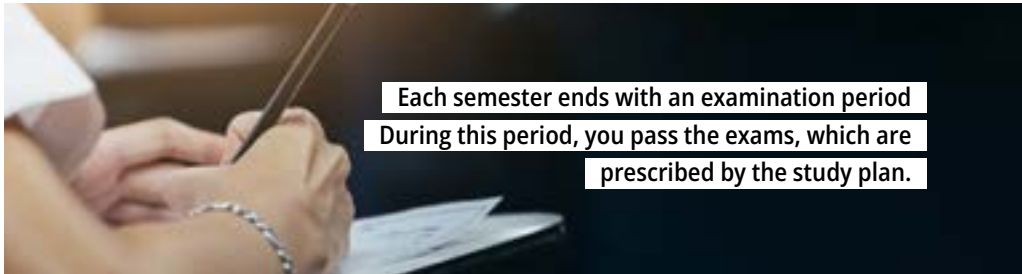 Each semester ends with an examination period
During this period, you pass the exams, which are
prescribed by the study plan.